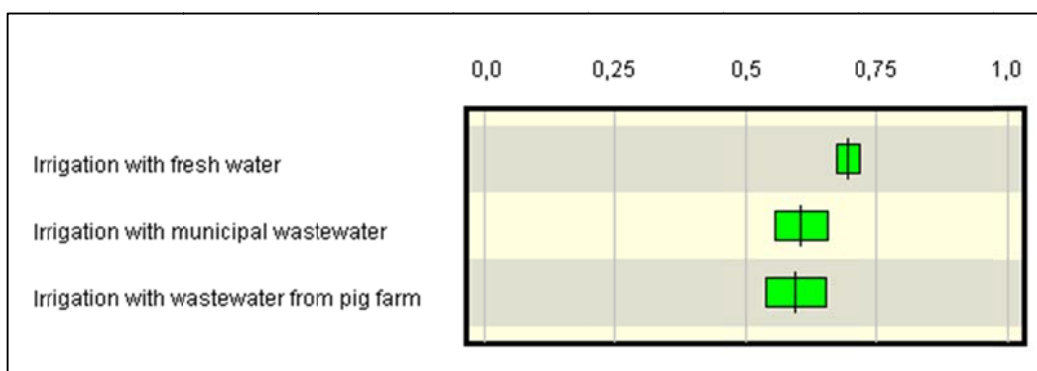 0,0 0,25 0,5 0,75 1,0
Irrigation with fresh water
Irrigation with municipal wastewater
Irrigation with wastewater from pig farm